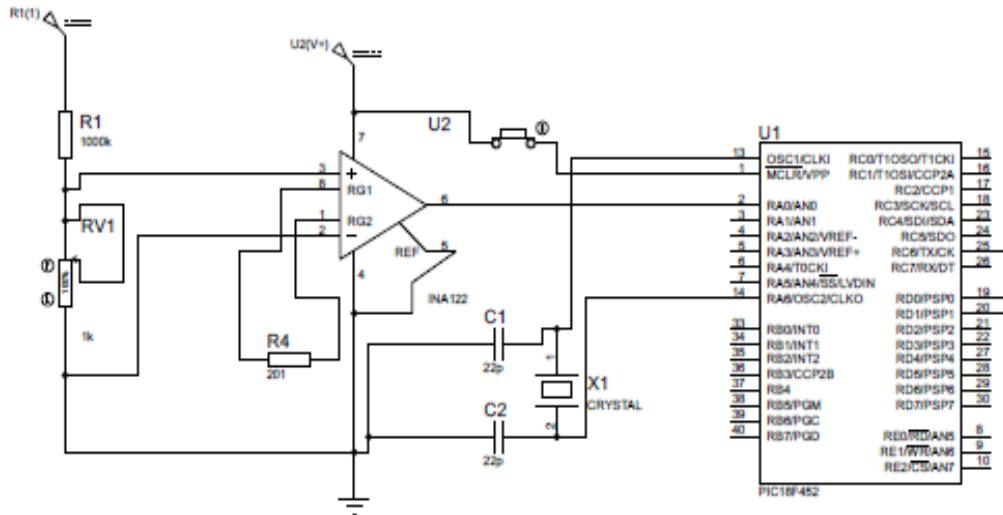 R1(1)
U2(V+)
R1
1000k
RV1
1k
U2
7
3
8
1
2
+
RG1
RG2
−
6
REF
5
4
INA122
R4
201
C1
22p
C2
22p
1
2
X1
CRYSTAL
U1
13 OSC1/CLKI RC0/T1OSO/T1CKI 15
1 MCLR/VPP RC1/T1OSI/CCP2A 16
RC2/CCP1 17
2 RA0/AN0 RC3/SCK/SCL 18
3 RA1/AN1 RC4/SDI/SDA 23
4 RA2/AN2/VREF- RC5/SDO 24
5 RA3/AN3/VREF+ RC6/TX/CK 25
6 RA4/T0CKI RC7/RX/DT 26
7 RA5/AN4/SS/LVDIN
14 RA6/OSC2/CLKO RD0/PSP0 19
RD1/PSP1 20
33 RB0/INT0 RD2/PSP2 21
34 RB1/INT1 RD3/PSP3 22
35 RB2/INT2 RD4/PSP4 27
36 RB3/CCP2B RD5/PSP5 28
37 RB4 RD6/PSP6 29
38 RB5/PGM RD7/PSP7 30
39 RB6/PGC
40 RB7/PGD RE0/RD/AN5 8
RE1/WR/AN6 9
RE2/CS/AN7 10
PIC18F452